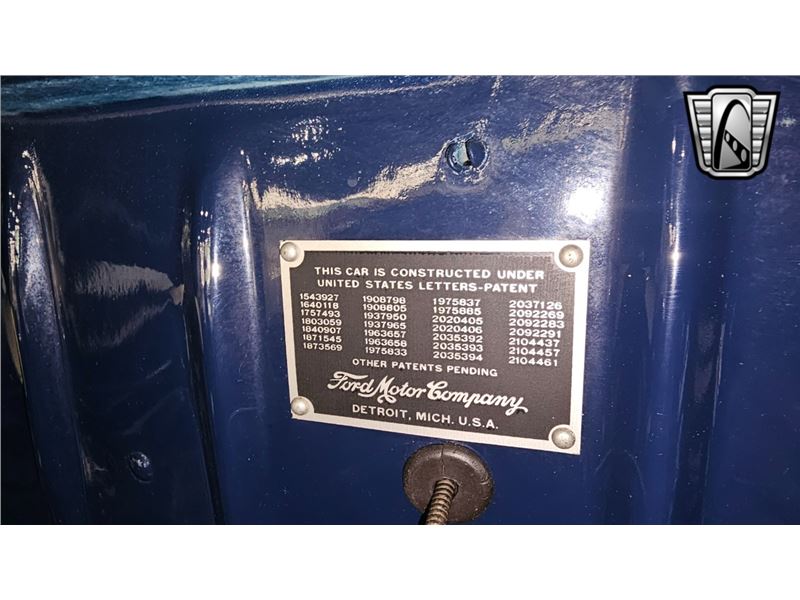 THIS CAR IS CONSTRUCTED UNDER
UNITED STATES LETTERS-PATENT
1543927 1908798 1975837 2037126
1640118 1908805 1975885 2092269
1757493 1937950 2020405 2092283
1803059 1937965 2020406 2092291
1840907 1963657 2035392 2104437
1871545 1963658 2035393 2104457
1873569 1975833 2035394 2104461
OTHER PATENTS PENDING
Ford Motor Company
DETROIT, MICH. U.S.A.